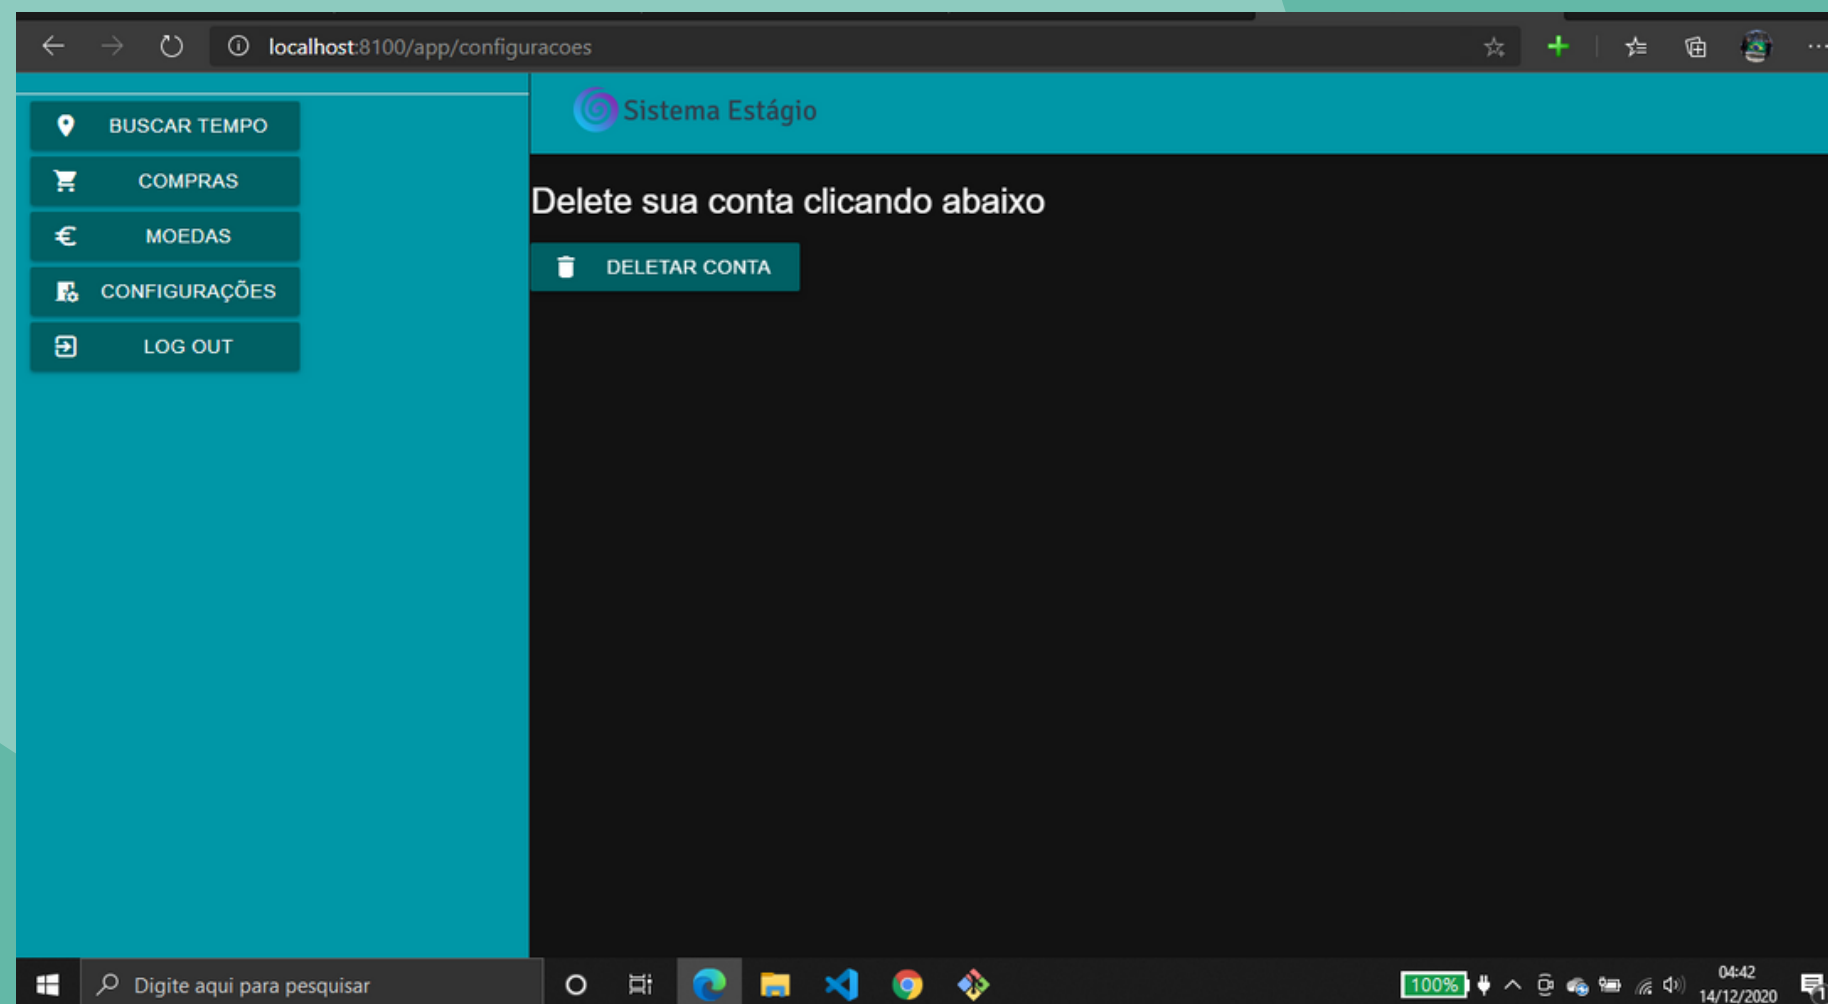 localhost:8100/app/configuracoes
BUSCAR TEMPO
COMPRAS
MOEDAS
CONFIGURAÇÕES
LOG OUT
Sistema Estágio
Delete sua conta clicando abaixo
DELETAR CONTA
Digite aqui para pesquisar
100%
04:42
14/12/2020
1